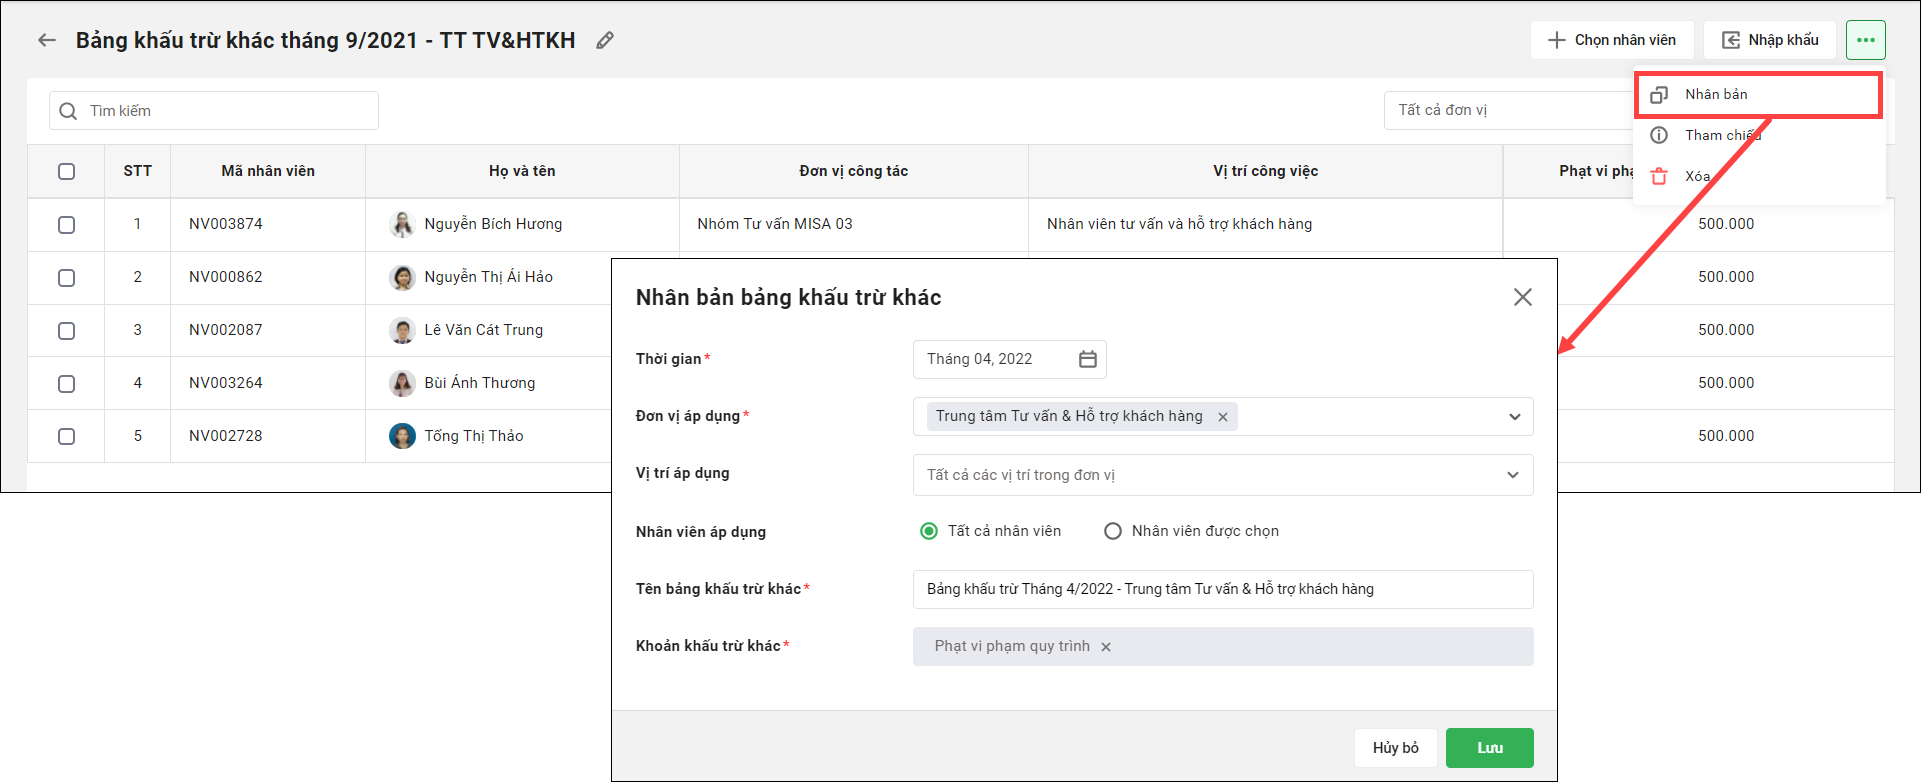 Bảng khấu trừ khác tháng 9/2021 - TT TV&HTKH
Chọn nhân viên
Nhập khẩu
Tìm kiếm
Tất cả đơn vị
Nhân bản
Tham chiếu
Xóa
STT Mã nhân viên Họ và tên Đơn vị công tác Vị trí công việc Phạt vi
1 NV003874 Nguyễn Bích Hương Nhóm Tư vấn MISA 03 Nhân viên tư vấn và hỗ trợ khách hàng 500.000
2 NV000862 Nguyễn Thị Ái Hảo 500.000
3 NV002087 Lê Văn Cát Trung 500.000
4 NV003264 Bùi Ánh Thương 500.000
5 NV002728 Tống Thị Thảo 500.000
Nhân bản bảng khấu trừ khác
Thời gian* Tháng 04, 2022
Đơn vị áp dụng* Trung tâm Tư vấn & Hỗ trợ khách hàng
Vị trí áp dụng Tất cả các vị trí trong đơn vị
Nhân viên áp dụng Tất cả nhân viên Nhân viên được chọn
Tên bảng khấu trừ khác* Bảng khấu trừ Tháng 4/2022 - Trung tâm Tư vấn & Hỗ trợ khách hàng
Khoản khấu trừ khác* Phạt vi phạm quy trình
Hủy bỏ Lưu